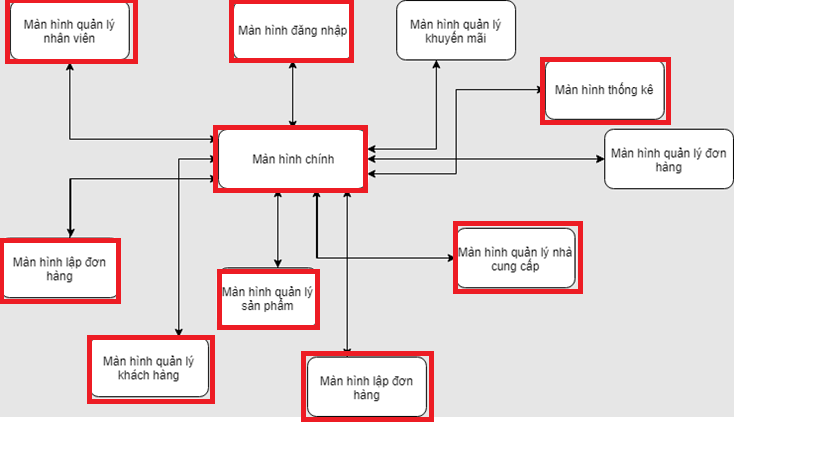 Màn hình quản lý
nhân viên
Màn hình đăng nhập
Màn hình quản lý
khuyến mãi
Màn hình thống kê
Màn hình chính
Màn hình quản lý đơn
hàng
Màn hình lập đơn
hàng
Màn hình quản lý
sản phẩm
Màn hình quản lý nhà
cung cấp
Màn hình quản lý
khách hàng
Màn hình lập đơn
hàng